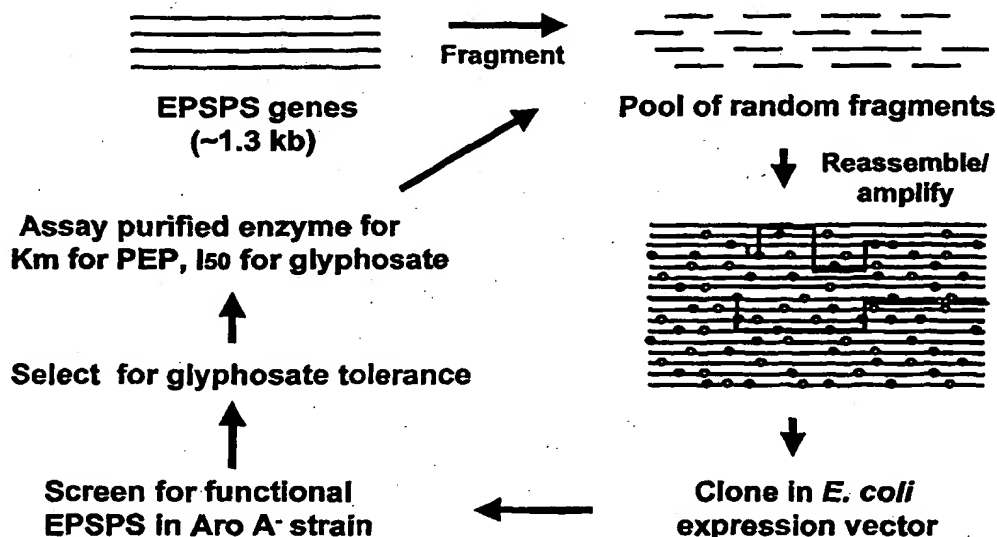 Fragment
EPSPS genes
(~1.3 kb)
Pool of random fragments
Reassemble/
amplify
Clone in E. coli
expression vector
Screen for functional
EPSPS in Aro A- strain
Select for glyphosate tolerance
Assay purified enzyme for
Km for PEP, I50 for glyphosate